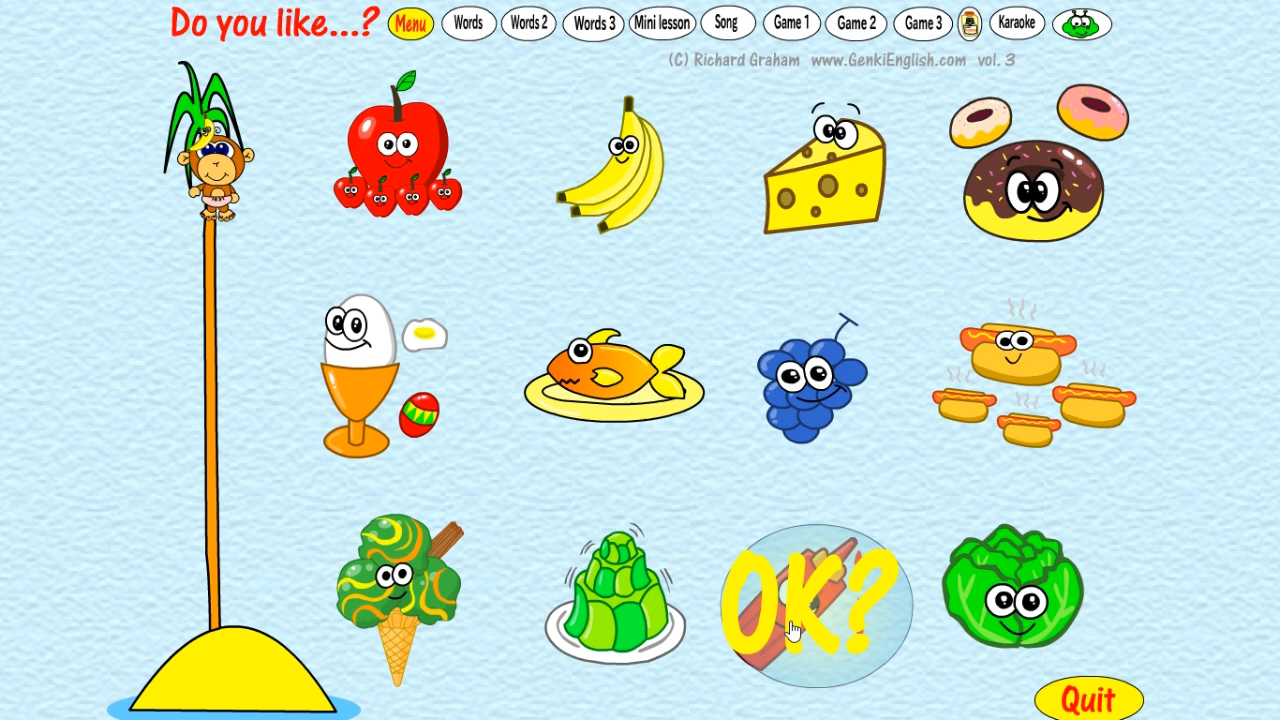 Do you like...? Menu Words Words 2 Words 3 Mini lesson Song Game 1 Game 2 Game 3 Karaoke
(C) Richard Graham www.GenkiEnglish.com vol. 3
OK?
Quit